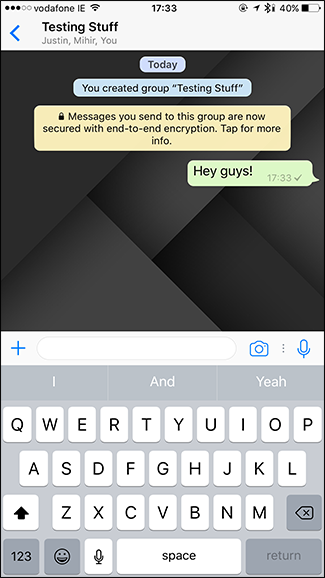 vodafone IE 17:33 40%
Testing Stuff
Justin, Mihir, You
Today
You created group “Testing Stuff”
Messages you send to this group are now
secured with end-to-end encryption. Tap for more
info.
Hey guys!
17:33
I And Yeah
Q W E R T Y U I O P
A S D F G H J K L
Z X C V B N M
123 space return